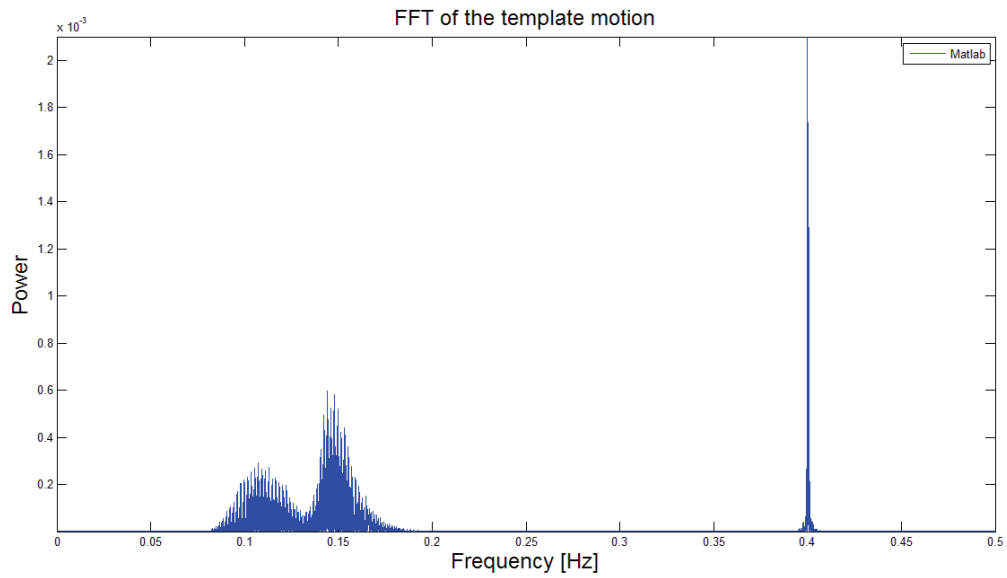 FFT of the template motion
x 10⁻³
Matlab
2
1.8
1.6
1.4
1.2
1
0.8
0.6
0.4
0.2
Power
0 0.05 0.1 0.15 0.2 0.25 0.3 0.35 0.4 0.45 0.5
Frequency [Hz]